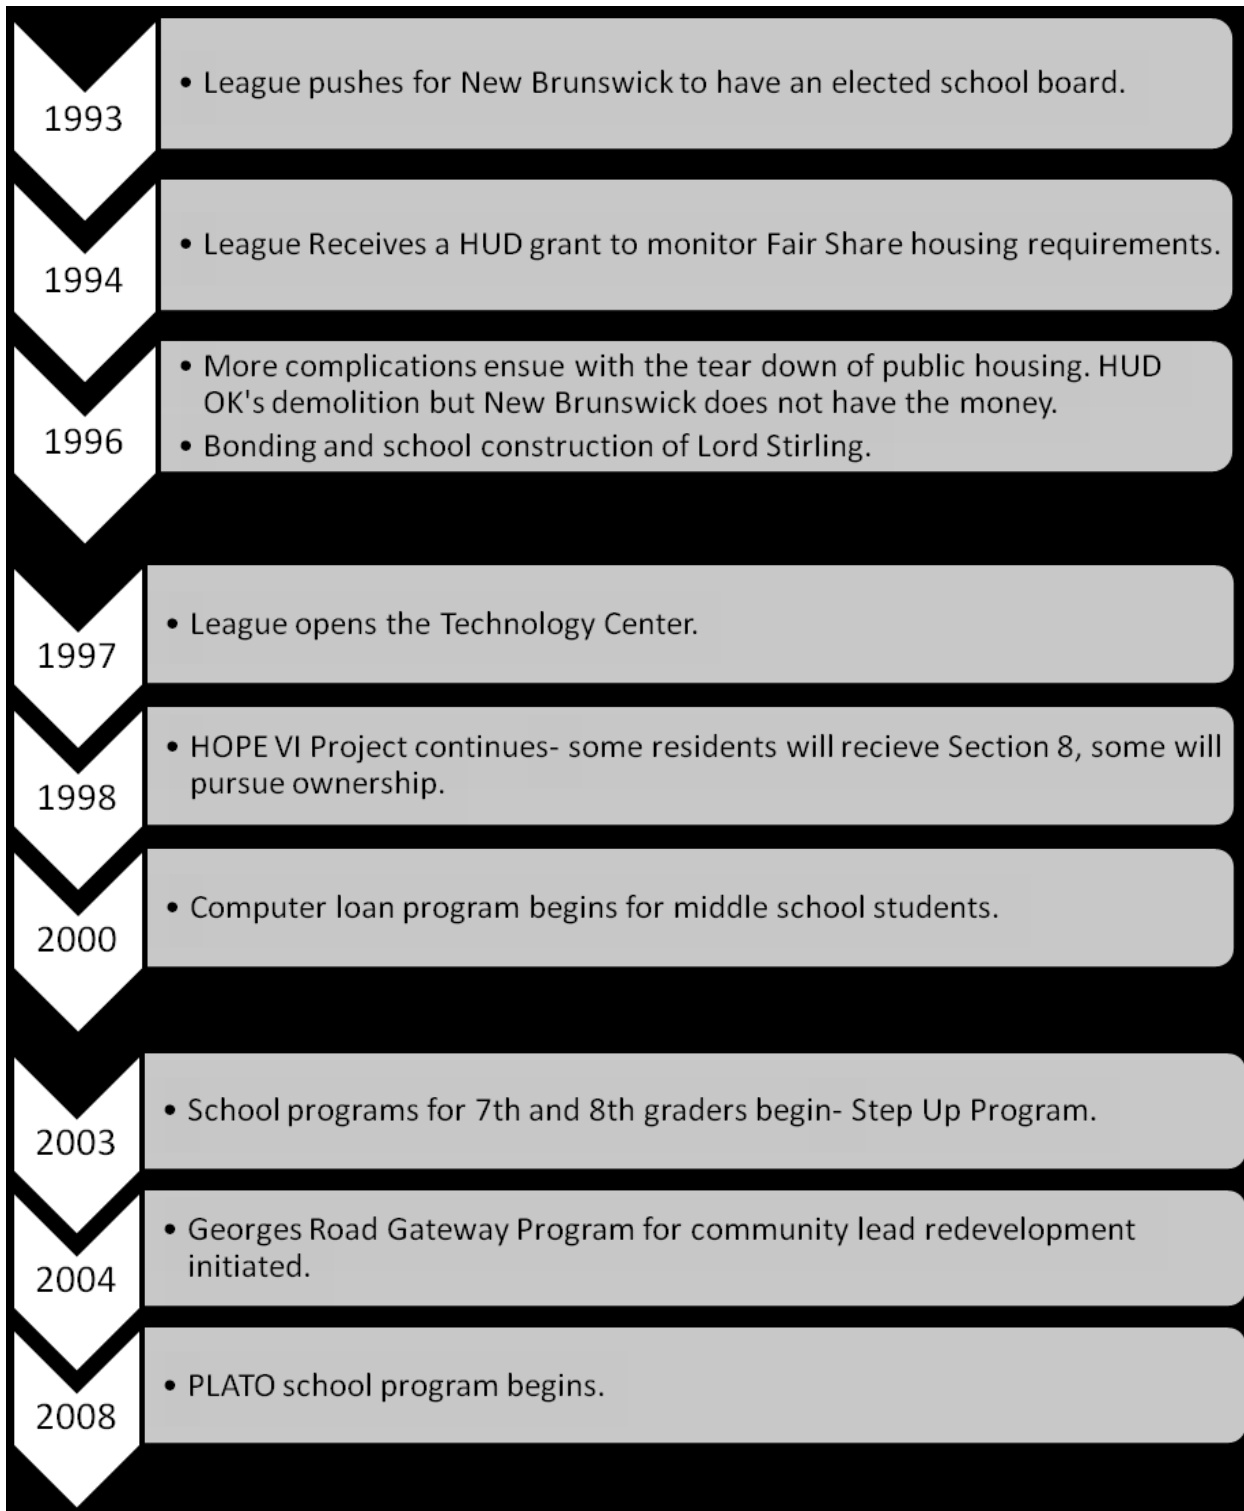 1993
• League pushes for New Brunswick to have an elected school board.
1994
• League Receives a HUD grant to monitor Fair Share housing requirements.
1996
• More complications ensue with the tear down of public housing. HUD
OK's demolition but New Brunswick does not have the money.
• Bonding and school construction of Lord Stirling.
1997
• League opens the Technology Center.
1998
• HOPE VI Project continues- some residents will recieve Section 8, some will
pursue ownership.
2000
• Computer loan program begins for middle school students.
2003
• School programs for 7th and 8th graders begin- Step Up Program.
2004
• Georges Road Gateway Program for community lead redevelopment
initiated.
2008
• PLATO school program begins.